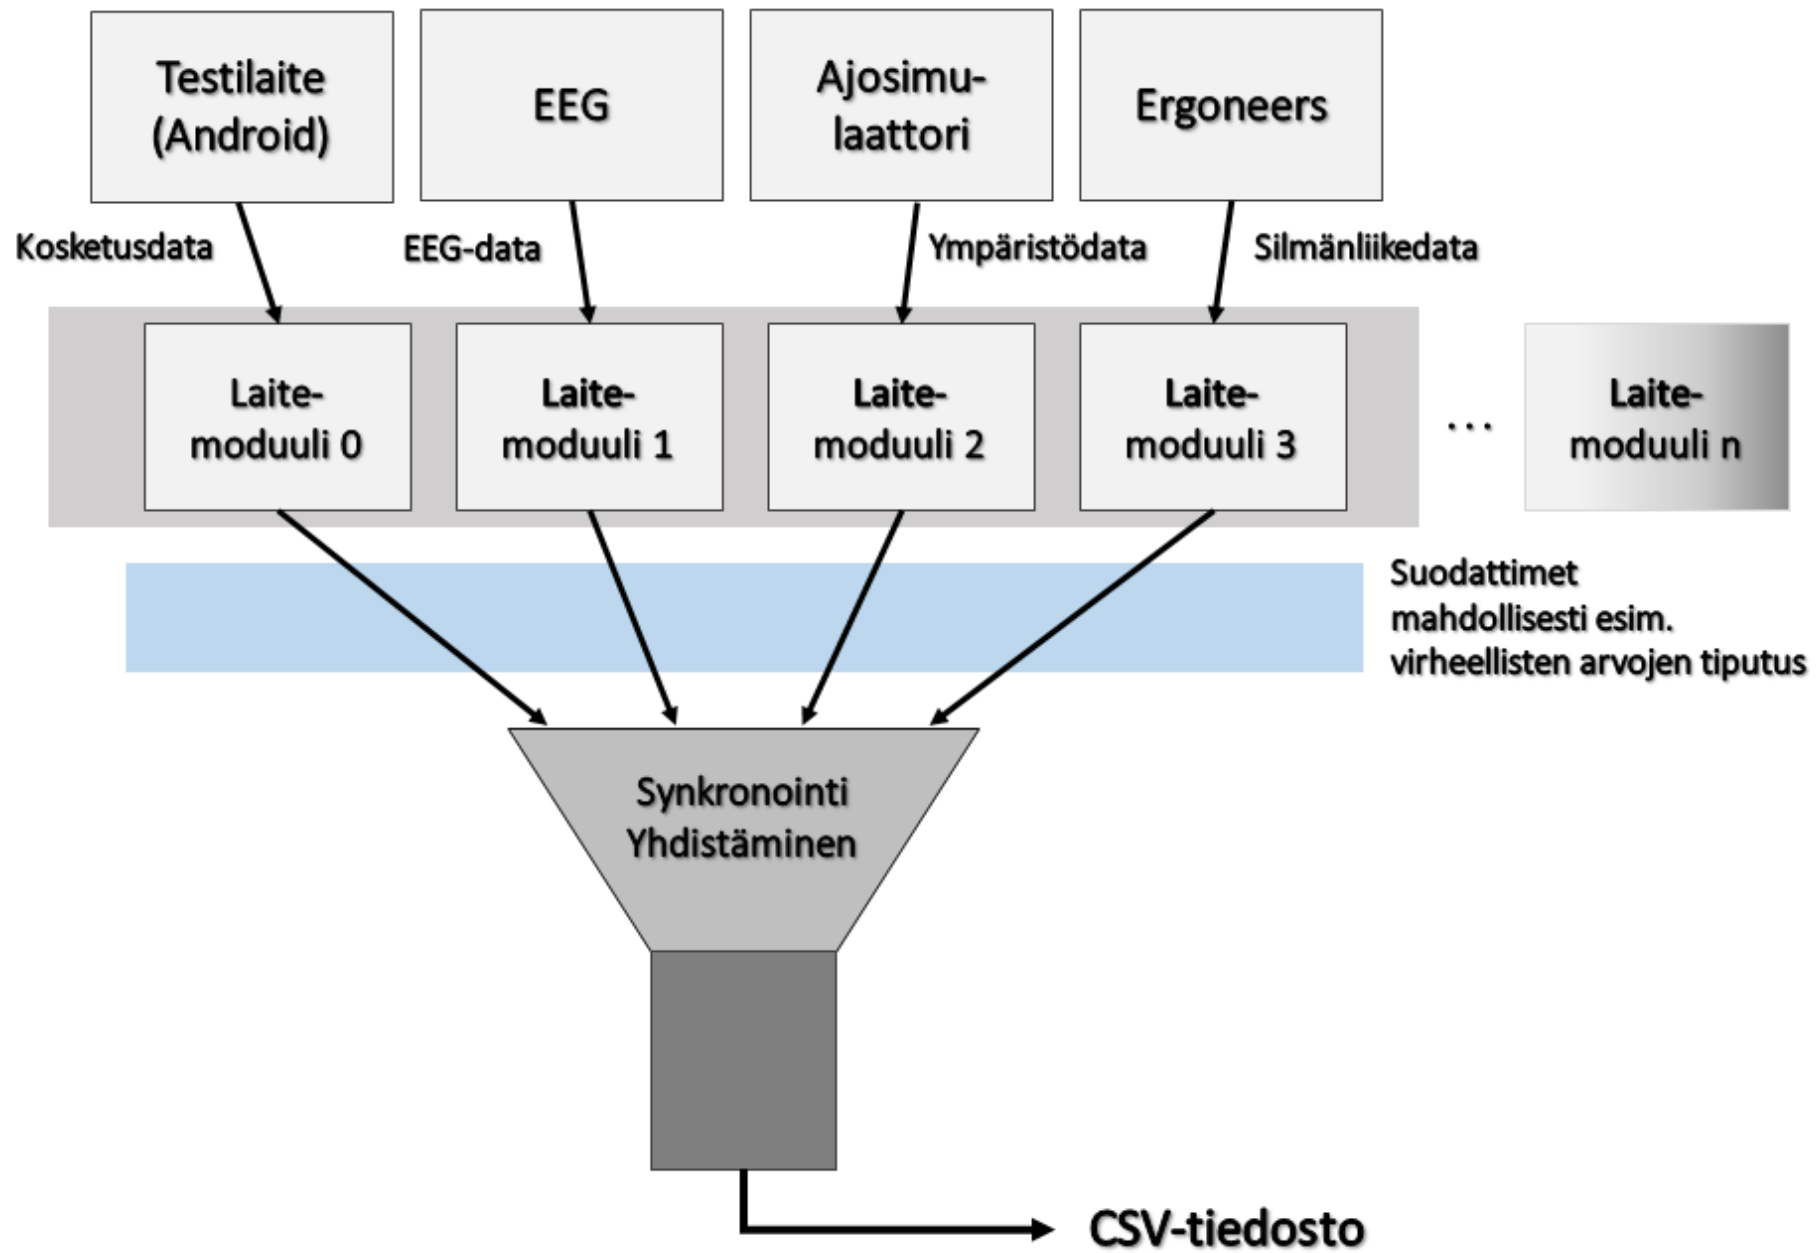 Testilaite
(Android)
EEG
Ajosimu-
laattori
Ergoneers
Kosketusdata
EEG-data
Ympäristödata
Silmänliikedata
Laite-
moduuli 0
Laite-
moduuli 1
Laite-
moduuli 2
Laite-
moduuli 3
...
Laite-
moduuli n
Suodattimet
mahdollisesti esim.
virheellisten arvojen tiputus
Synkronointi
Yhdistäminen
CSV-tiedosto